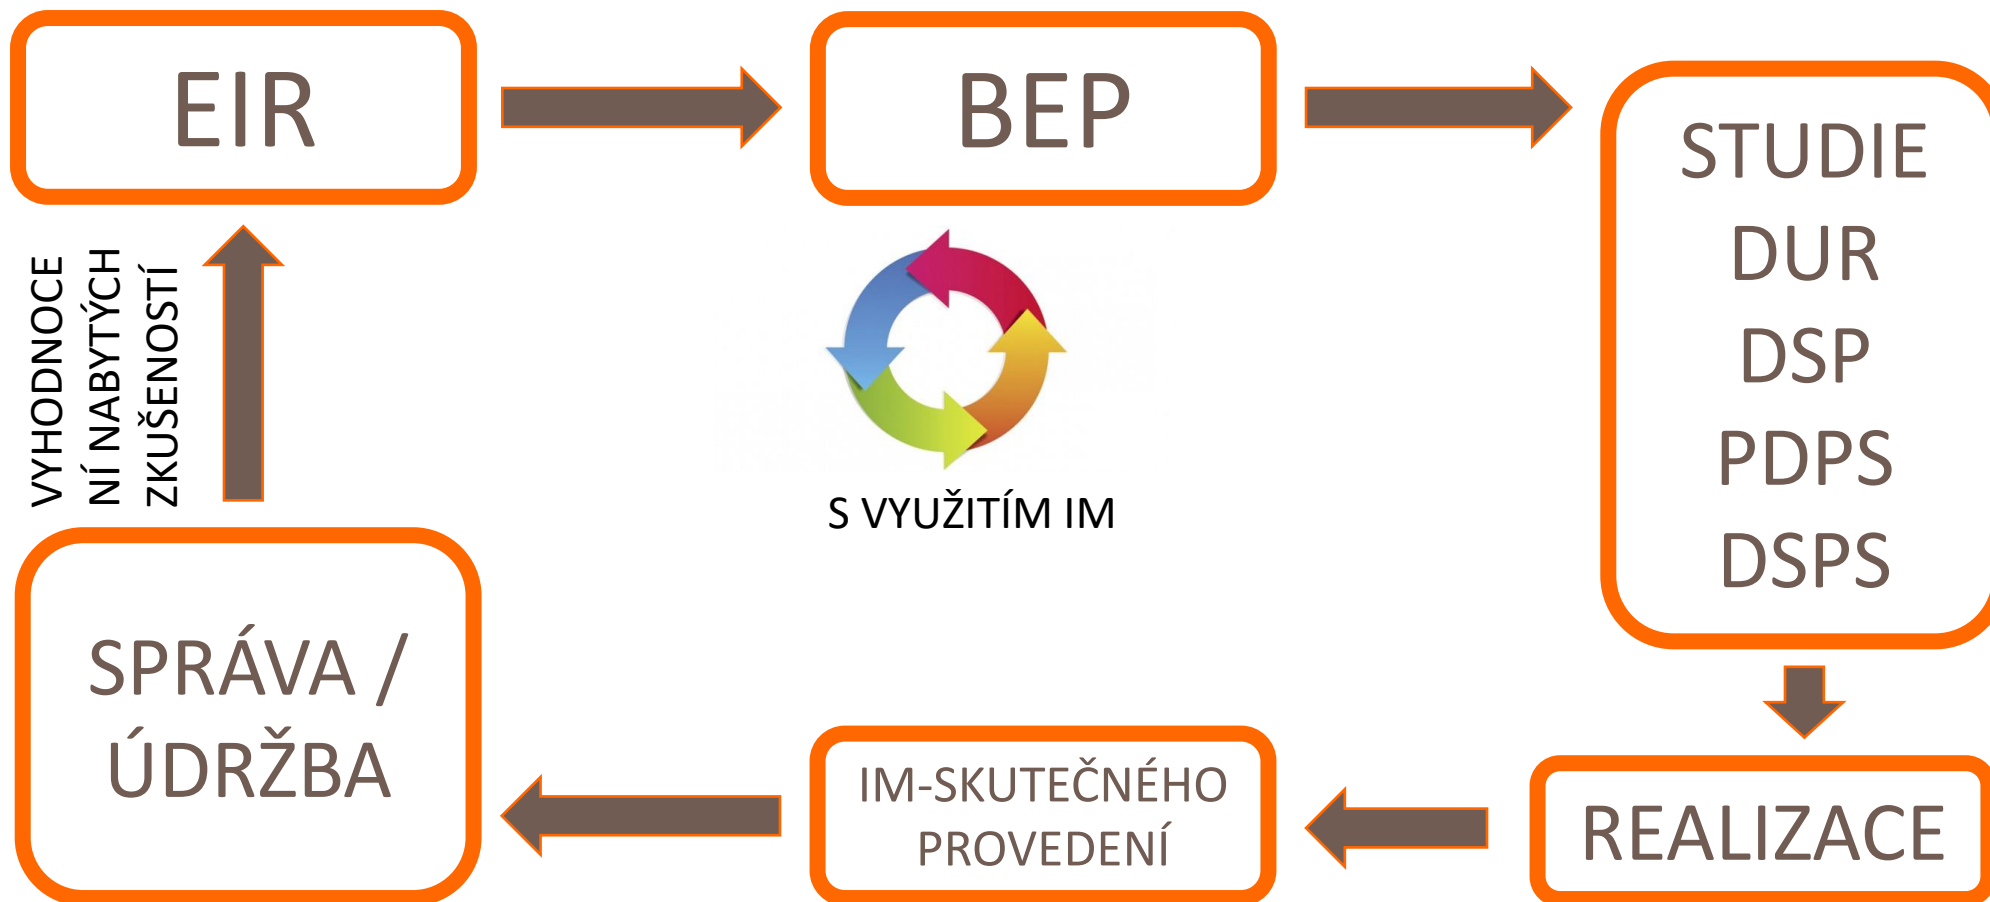 EIR
BEP
STUDIE
DUR
DSP
PDPS
DSPS
VYHODNOCE
NÍ NABYTÝCH
ZKUŠENOSTÍ
S VYUŽITÍM IM
SPRÁVA /
ÚDRŽBA
IM-SKUTEČNÉHO
PROVEDENÍ
REALIZACE